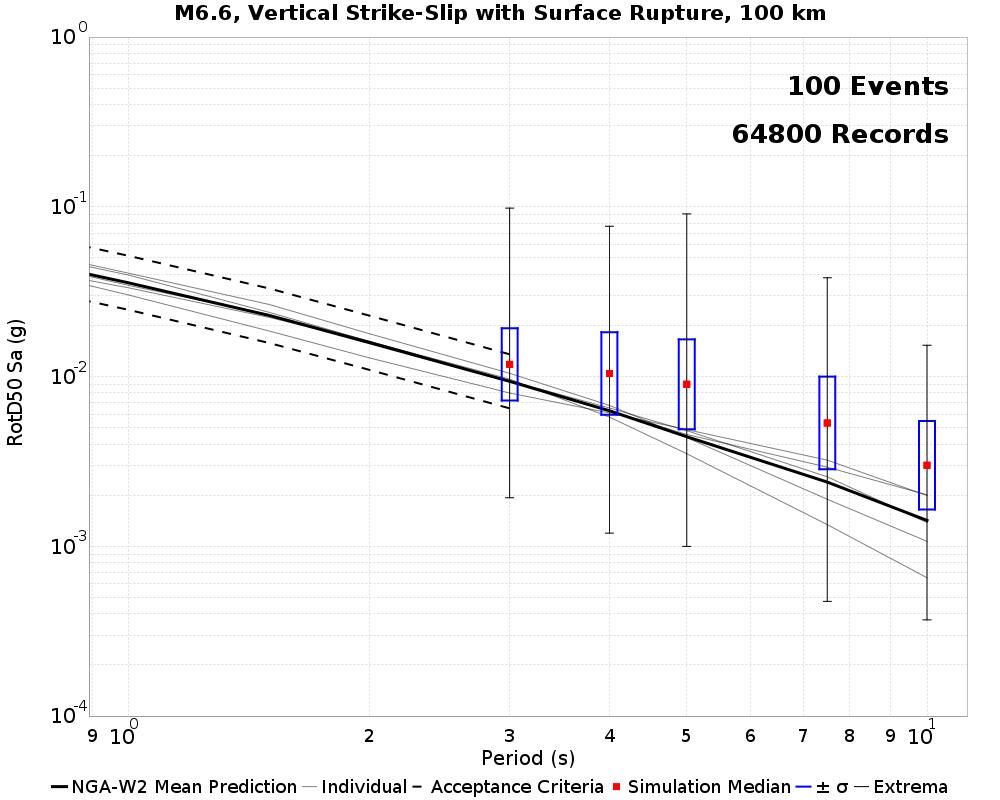 M6.6, Vertical Strike-Slip with Surface Rupture, 100 km
100 Events
64800 Records
RotD50 Sa (g)
10^0
10^-1
10^-2
10^-3
10^-4
9 10^0 2 3 4 5 6 7 8 9 10^1
Period (s)
NGA-W2 Mean Prediction Individual Acceptance Criteria Simulation Median ± σ Extrema